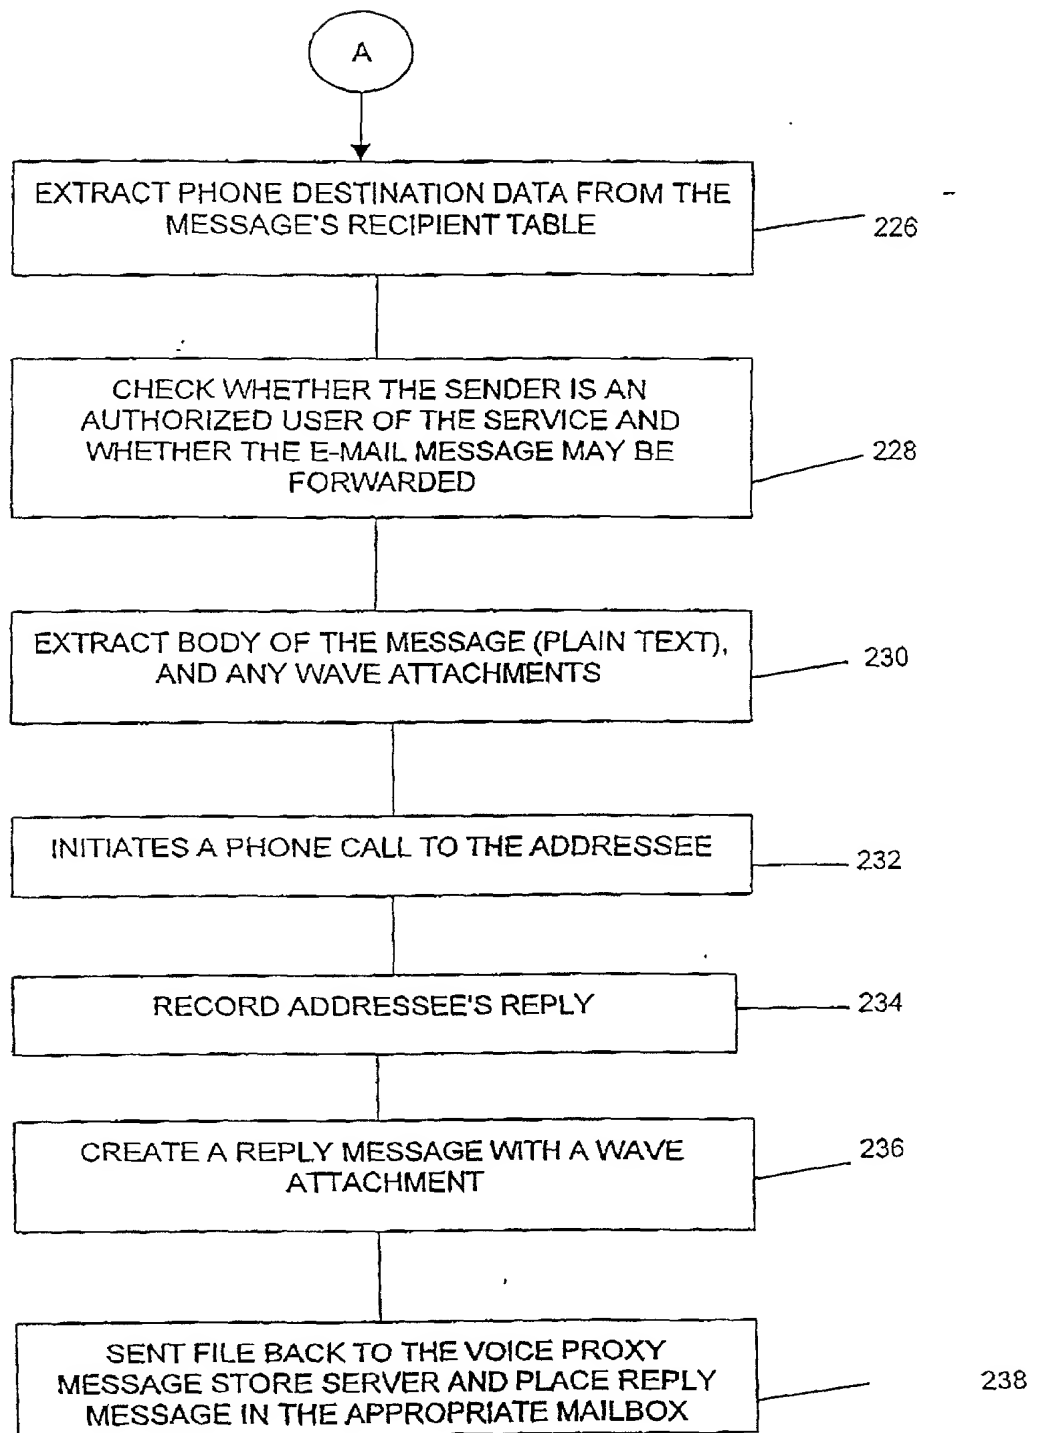 A
EXTRACT PHONE DESTINATION DATA FROM THE
MESSAGE'S RECIPIENT TABLE
226
CHECK WHETHER THE SENDER IS AN
AUTHORIZED USER OF THE SERVICE AND
WHETHER THE E-MAIL MESSAGE MAY BE
FORWARDED
228
EXTRACT BODY OF THE MESSAGE (PLAIN TEXT),
AND ANY WAVE ATTACHMENTS
230
INITIATES A PHONE CALL TO THE ADDRESSEE
232
RECORD ADDRESSEE'S REPLY
234
CREATE A REPLY MESSAGE WITH A WAVE
ATTACHMENT
236
SENT FILE BACK TO THE VOICE PROXY
MESSAGE STORE SERVER AND PLACE REPLY
MESSAGE IN THE APPROPRIATE MAILBOX
238